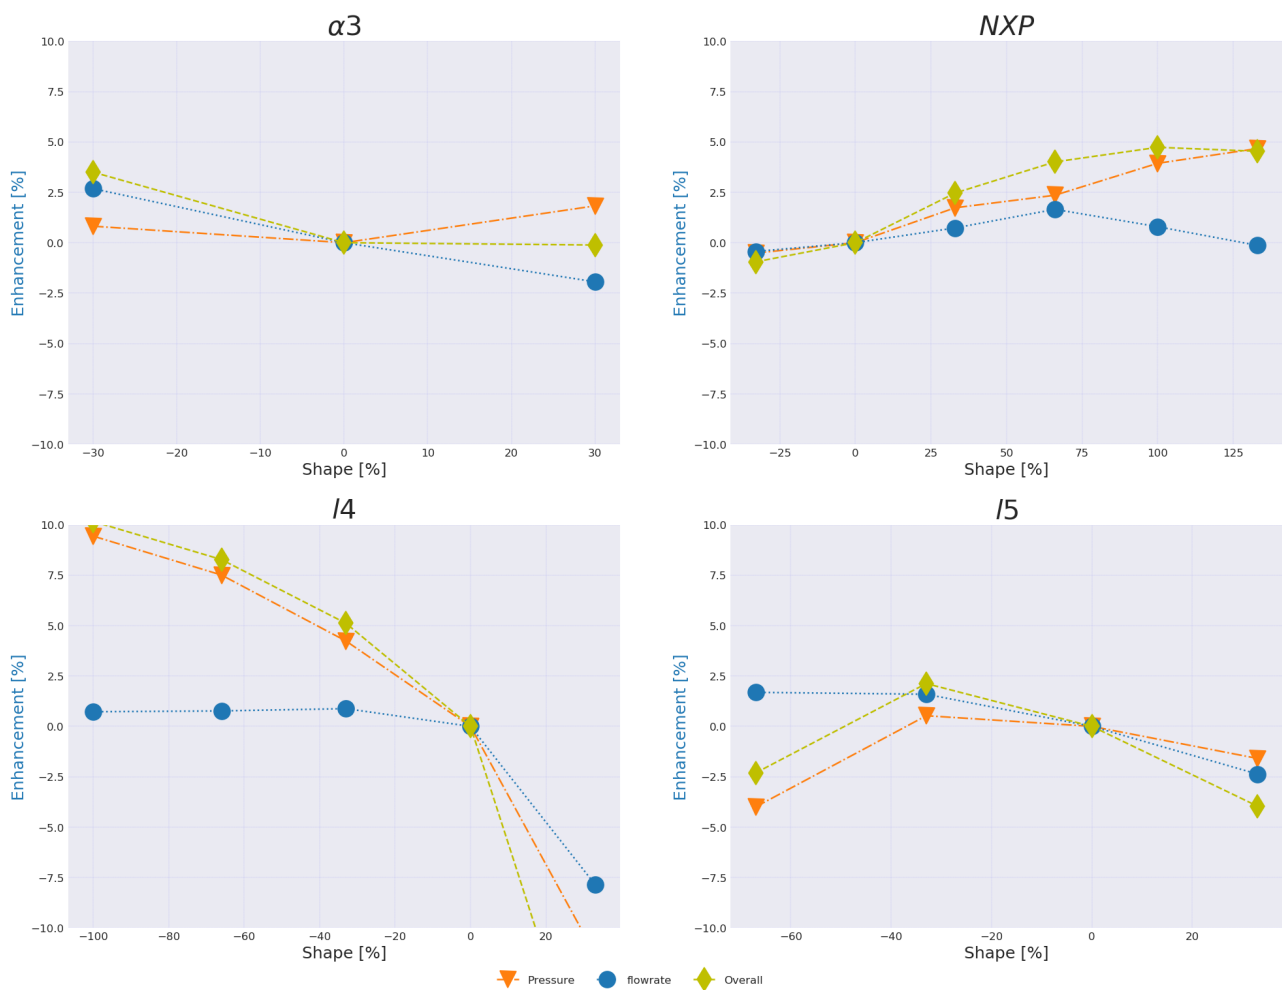 α3
10.0
7.5
5.0
2.5
0.0
−2.5
−5.0
−7.5
−10.0
Enhancement [%]
−30 −20 −10 0 10 20 30
Shape [%]
NXP
10.0
7.5
5.0
2.5
0.0
−2.5
−5.0
−7.5
−10.0
Enhancement [%]
−25 0 25 50 75 100 125
Shape [%]
l4
10.0
7.5
5.0
2.5
0.0
−2.5
−5.0
−7.5
−10.0
Enhancement [%]
−100 −80 −60 −40 −20 0 20
Shape [%]
l5
10.0
7.5
5.0
2.5
0.0
−2.5
−5.0
−7.5
−10.0
Enhancement [%]
−60 −40 −20 0 20
Shape [%]
Pressure flowrate Overall